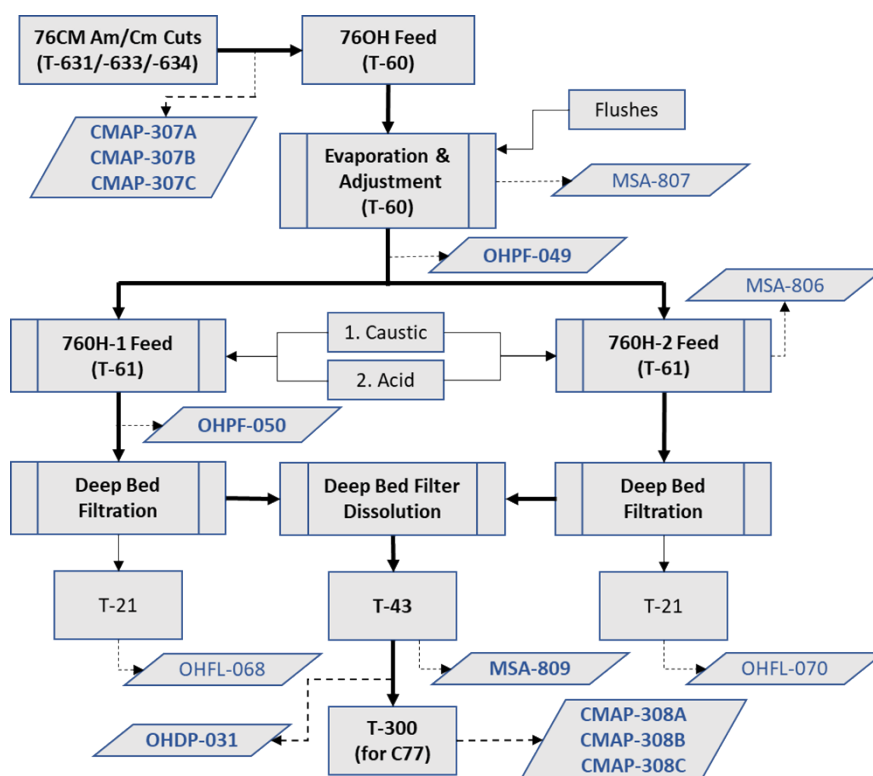 76CM Am/Cm Cuts
(T-631/-633/-634)
76OH Feed
(T-60)
CMAP-307A
CMAP-307B
CMAP-307C
Flushes
Evaporation &
Adjustment
(T-60)
MSA-807
OHPF-049
MSA-806
760H-1 Feed
(T-61)
1. Caustic
2. Acid
760H-2 Feed
(T-61)
OHPF-050
Deep Bed
Filtration
Deep Bed Filter
Dissolution
Deep Bed
Filtration
T-21
T-43
T-21
OHFL-068
MSA-809
OHFL-070
OHDP-031
T-300
(for C77)
CMAP-308A
CMAP-308B
CMAP-308C